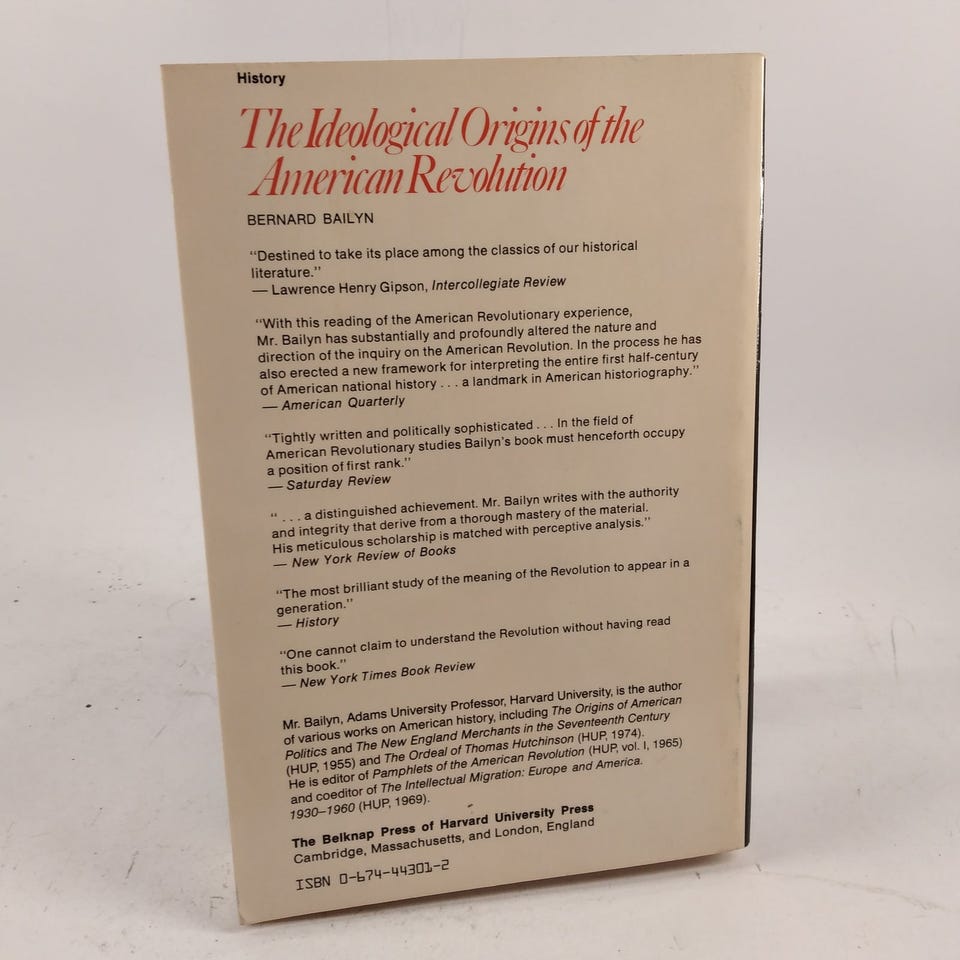 History
The Ideological Origins of the
American Revolution
BERNARD BAILYN
“Destined to take its place among the classics of our historical
literature.”
— Lawrence Henry Gipson, Intercollegiate Review
“With this reading of the American Revolutionary experience,
Mr. Bailyn has substantially and profoundly altered the nature and
direction of the inquiry on the American Revolution. In the process he has
also erected a new framework for interpreting the entire first half-century
of American national history . . . a landmark in American historiography.”
— American Quarterly
“Tightly written and politically sophisticated . . . In the field of
American Revolutionary studies Bailyn's book must henceforth occupy
a position of first rank.”
— Saturday Review
“ . . . a distinguished achievement. Mr. Bailyn writes with the authority
and integrity that derive from a thorough mastery of the material.
His meticulous scholarship is matched with perceptive analysis.”
— New York Review of Books
“The most brilliant study of the meaning of the Revolution to appear in a
generation.”
— History
“One cannot claim to understand the Revolution without having read
this book.”
— New York Times Book Review
Mr. Bailyn, Adams University Professor, Harvard University, is the author
of various works on American history, including The Origins of American
Politics and The New England Merchants in the Seventeenth Century
(HUP, 1955) and The Ordeal of Thomas Hutchinson (HUP, 1974).
He is editor of Pamphlets of the American Revolution (HUP, vol. I, 1965)
and coeditor of The Intellectual Migration: Europe and America.
1930–1960 (HUP, 1969).
The Belknap Press of Harvard University Press
Cambridge, Massachusetts, and London, England
ISBN 0-674-44301-2